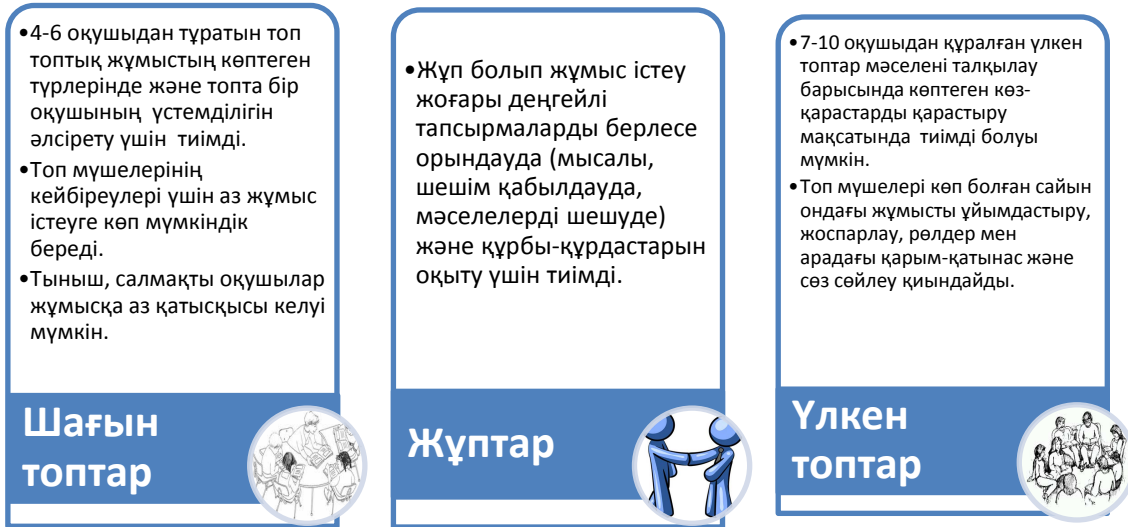 •4-6 оқушыдан тұратын топ
топтық жұмыстың көптеген
түрлерінде және топта бір
оқушының үстемділігін
әлсірету үшін тиімді.
•Топ мүшелерінің
кейбіреулері үшін аз жұмыс
істеуге көп мүмкіндік
береді.
•Тыныш, салмақты оқушылар
жұмысқа аз қатысқысы келуі
мүмкін.
Шағын
топтар
•Жұп болып жұмыс істеу
жоғары деңгейлі
тапсырмаларды берлесе
орындауда (мысалы,
шешім қабылдауда,
мәселелерді шешуде)
және құрбы-құрдастарын
оқыту үшін тиімді.
Жұптар
•7-10 оқушыдан құралған үлкен
топтар мәселені талқылау
барысында көптеген көз-
қарастарды қарастыру
мақсатында тиімді болуы
мүмкін.
•Топ мүшелері көп болған сайын
ондағы жұмысты ұйымдастыру,
жоспарлау, рөлдер мен
арадағы қарым-қатынас және
сөз сөйлеу қиындайды.
Үлкен
топтар